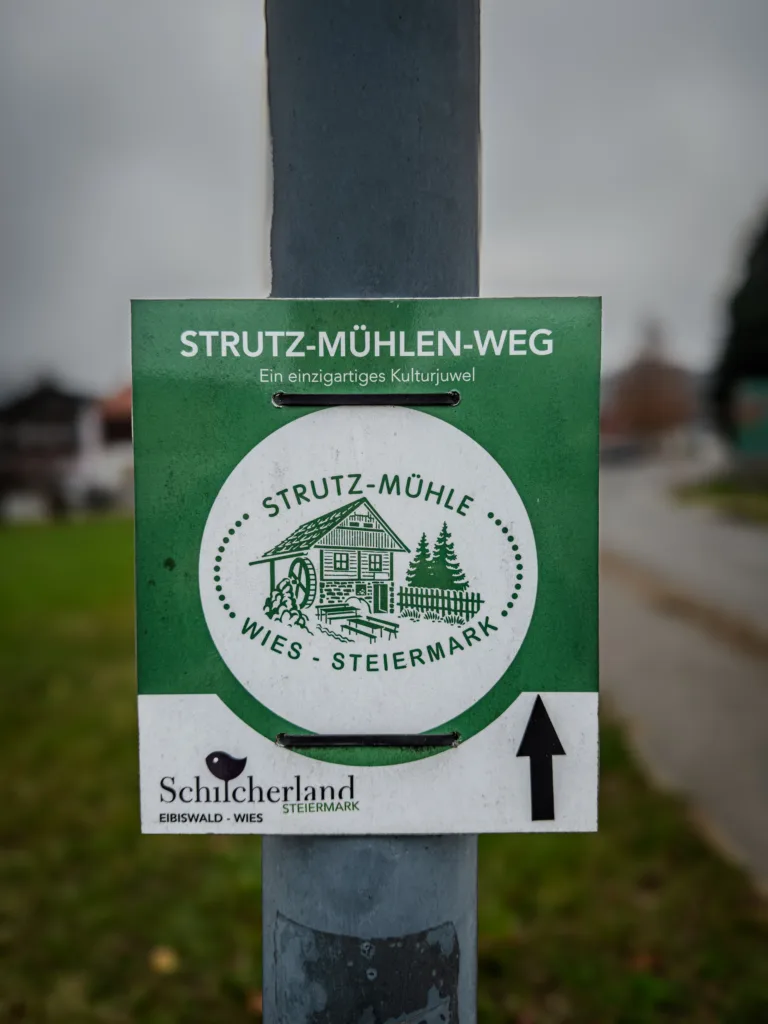 STRUTZ-MÜHLEN-WEG
Ein einzigartiges Kulturjuwel
STRUTZ-MÜHLE
WIES - STEIERMARK
Schilcherland
STEIERMARK
EIBISWALD - WIES